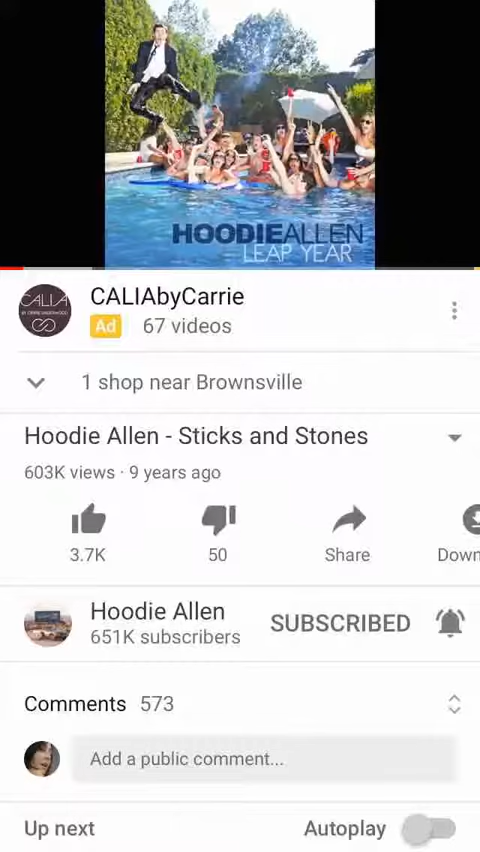 HOODIEALLEN
LEAP YEAR
CALIA
CALIAbyCarrie
Ad 67 videos
1 shop near Brownsville
Hoodie Allen - Sticks and Stones
603K views · 9 years ago
3.7K 50 Share Down
Hoodie Allen
651K subscribers
SUBSCRIBED
Comments 573
Add a public comment...
Up next Autoplay